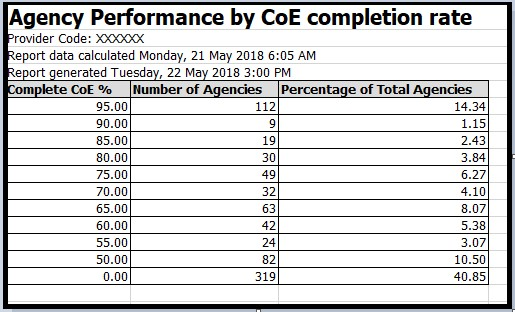 Agency Performance by CoE completion rate
Provider Code: XXXXXX
Report data calculated Monday, 21 May 2018 6:05 AM
Report generated Tuesday, 22 May 2018 3:00 PM
Complete CoE % Number of Agencies Percentage of Total Agencies
95.00 112 14.34
90.00 9 1.15
85.00 19 2.43
80.00 30 3.84
75.00 49 6.27
70.00 32 4.10
65.00 63 8.07
60.00 42 5.38
55.00 24 3.07
50.00 82 10.50
0.00 319 40.85